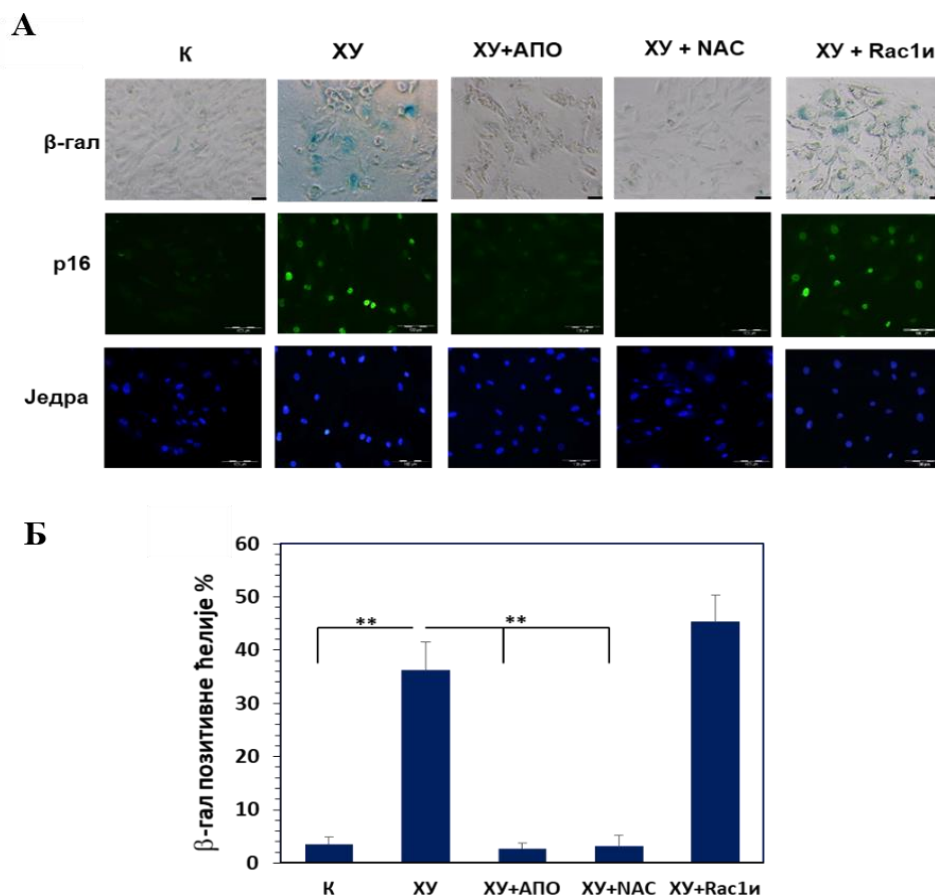 А
К ХУ ХУ+АПО ХУ + NAC ХУ + Rac1и
β-гал
p16
Једра
Б
β-гал позитивне ћелије %
60
50
40
30
20
10
0
** **
К ХУ ХУ+АПО ХУ+NAC ХУ+Rac1и